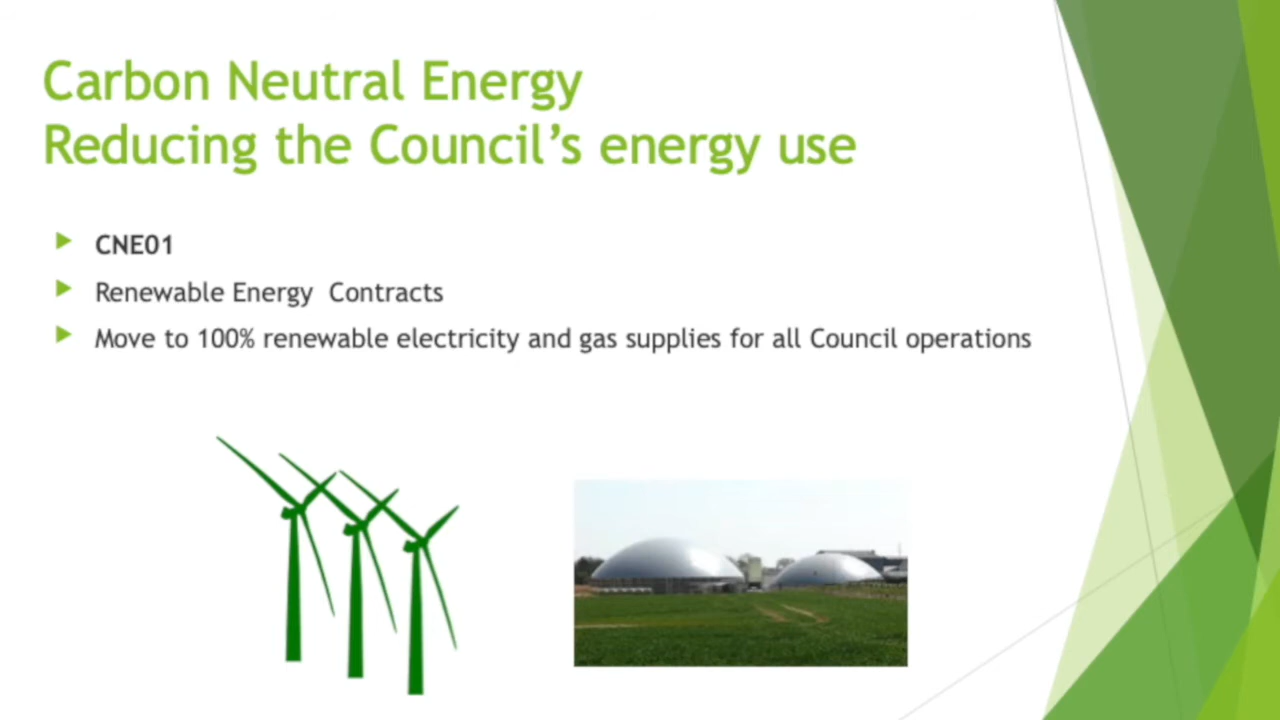 Carbon Neutral Energy
Reducing the Council’s energy use
CNE01
Renewable Energy  Contracts
Move to 100% renewable electricity and gas supplies for all Council operations